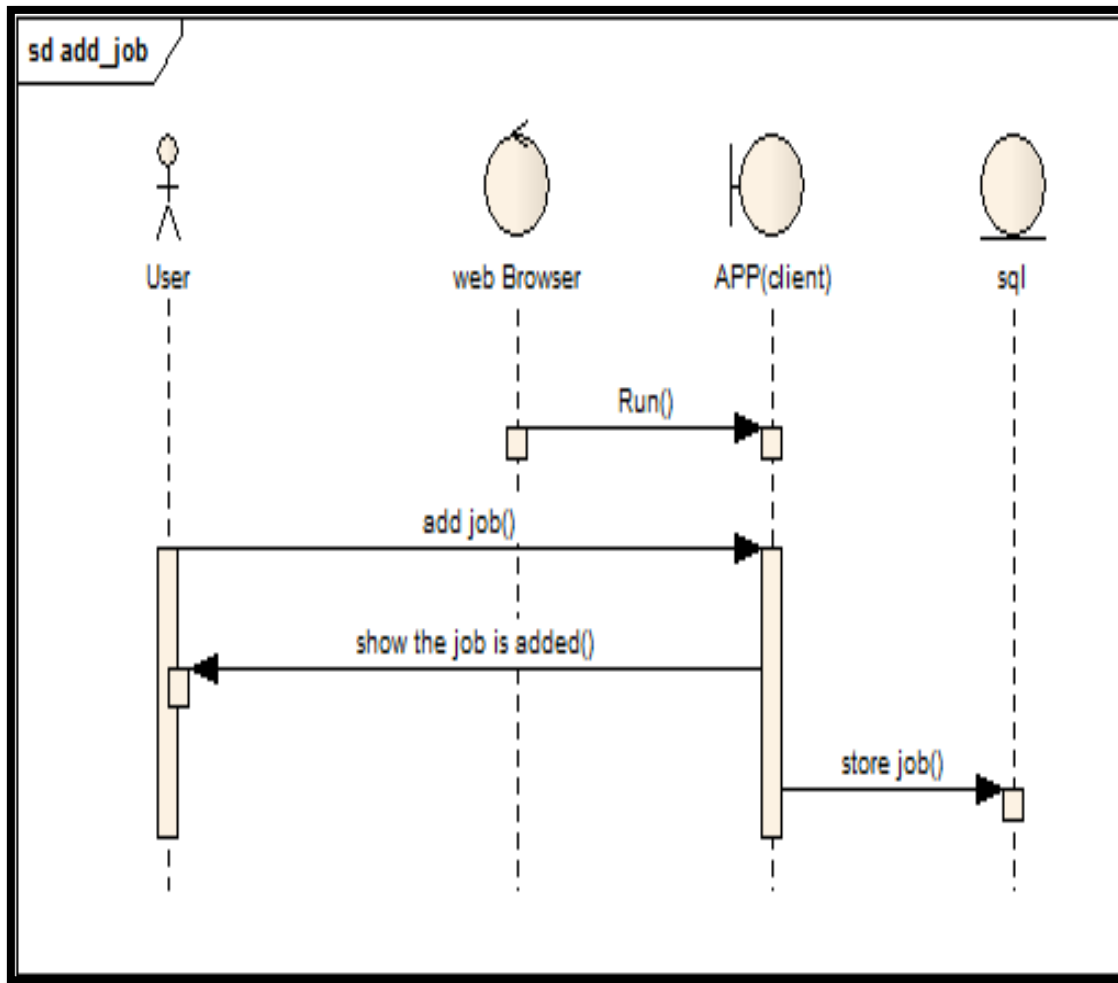 sd add_job
User
web Browser
APP(client)
sql
Run()
add job()
show the job is added()
store job()